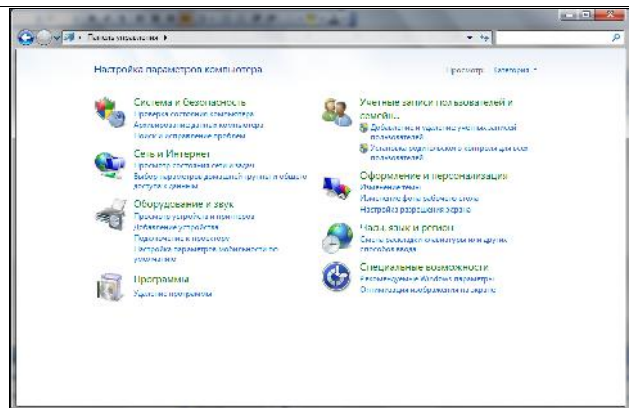 Панель управления
Просмотр: Категория
Настройка параметров компьютера
Система и безопасность
Проверка состояния компьютера
Архивирование данных компьютера
Поиск и исправление проблем
Сеть и Интернет
Просмотр состояния сети и задач
Выбор параметров домашней группы и общего
доступа к данным
Оборудование и звук
Просмотр устройств и принтеров
Добавление устройства
Подключение к проектору
Настройка параметров мобильности по
умолчанию
Программы
Удаление программы
Учетные записи пользователей и
семейн...
Добавление и удаление учетных записей
пользователей
Установка родительского контроля для всех
пользователей
Оформление и персонализация
Изменение темы
Изменение фона рабочего стола
Настройка разрешения экрана
Часы, язык и регион
Смена раскладки клавиатуры или других
способов ввода
Специальные возможности
Рекомендуемые Windows параметры
Оптимизация изображения на экране